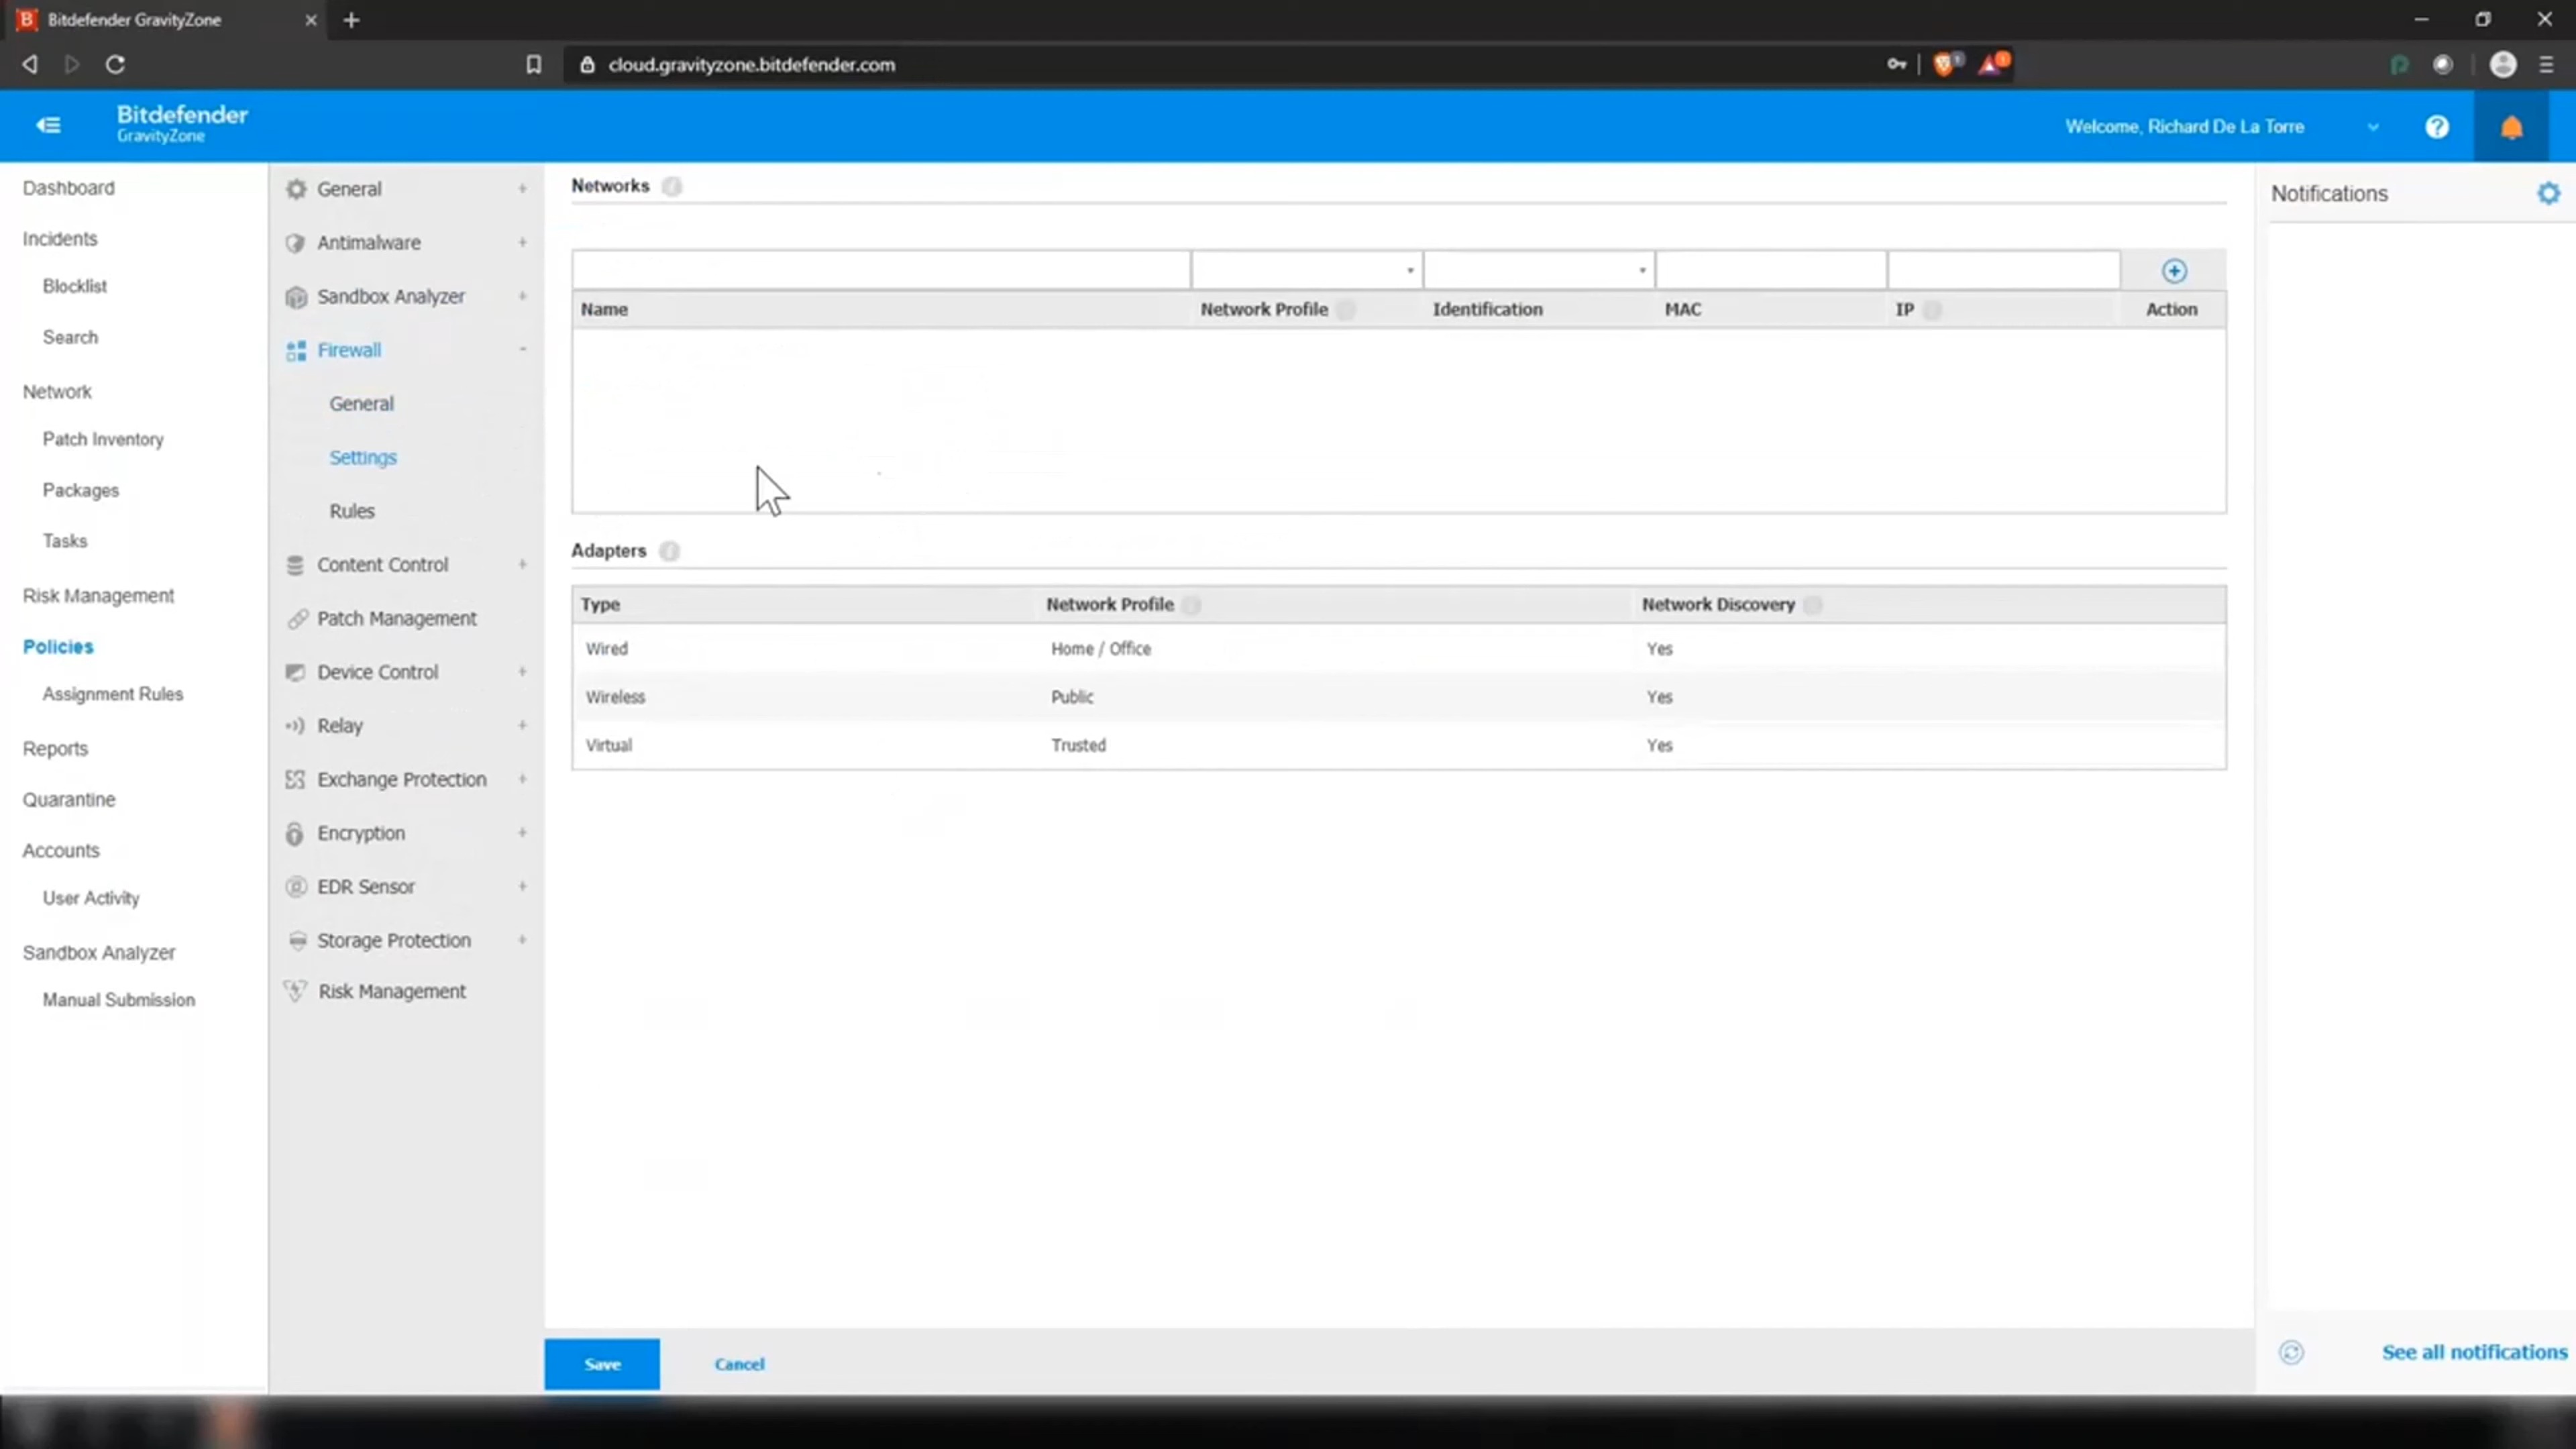 Bitdefender GravityZone
cloud.gravityzone.bitdefender.com
Bitdefender
GravityZone
Welcome, Richard De La Torre
Dashboard
Incidents
Blocklist
Search
Network
Patch Inventory
Packages
Tasks
Risk Management
Policies
Assignment Rules
Reports
Quarantine
Accounts
User Activity
Sandbox Analyzer
Manual Submission
General
Antimalware
Sandbox Analyzer
Firewall
General
Settings
Rules
Content Control
Patch Management
Device Control
Relay
Exchange Protection
Encryption
EDR Sensor
Storage Protection
Risk Management
Networks
Name Network Profile Identification MAC IP Action
Adapters
Type Network Profile Network Discovery
Wired Home / Office Yes
Wireless Public Yes
Virtual Trusted Yes
Save Cancel
Notifications
See all notifications